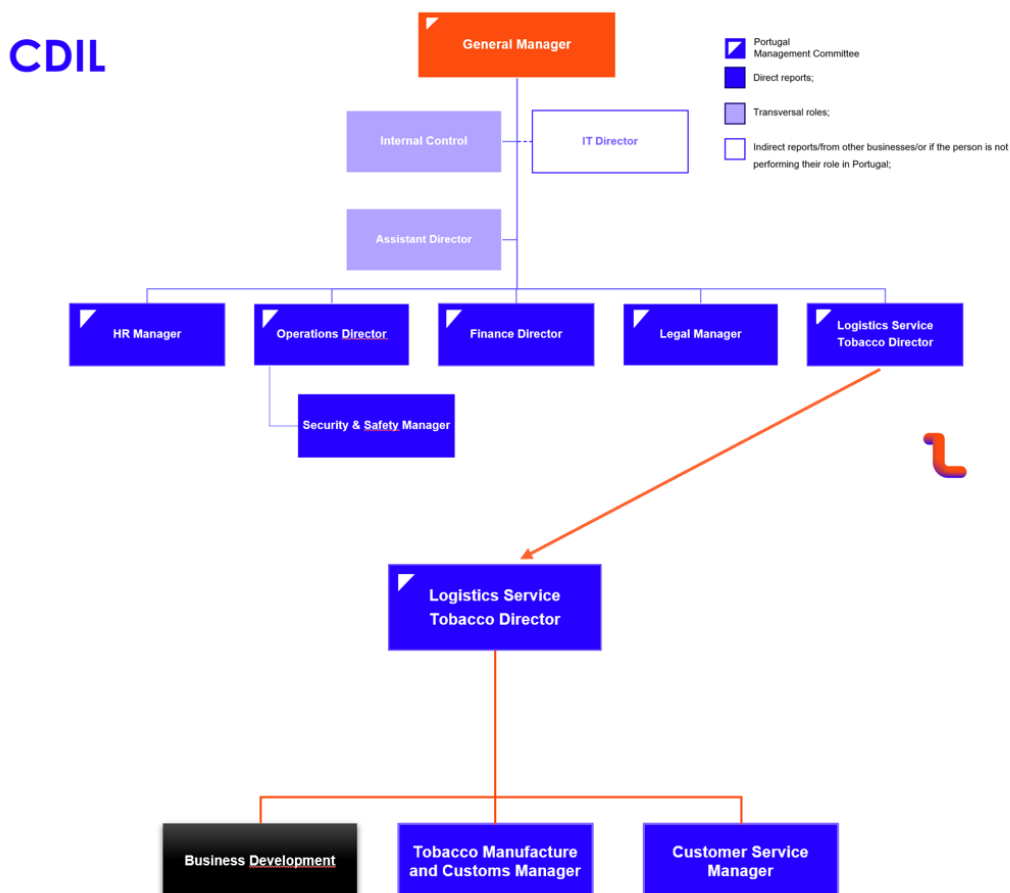 CDIL
General Manager
Portugal
Management Committee
Direct reports;
Transversal roles;
Indirect reports/from other businesses/or if the person is not
performing their role in Portugal;
Internal Control
IT Director
Assistant Director
HR Manager
Operations Director
Finance Director
Legal Manager
Logistics Service
Tobacco Director
Security & Safety Manager
Logistics Service
Tobacco Director
Business Development
Tobacco Manufacture
and Customs Manager
Customer Service
Manager